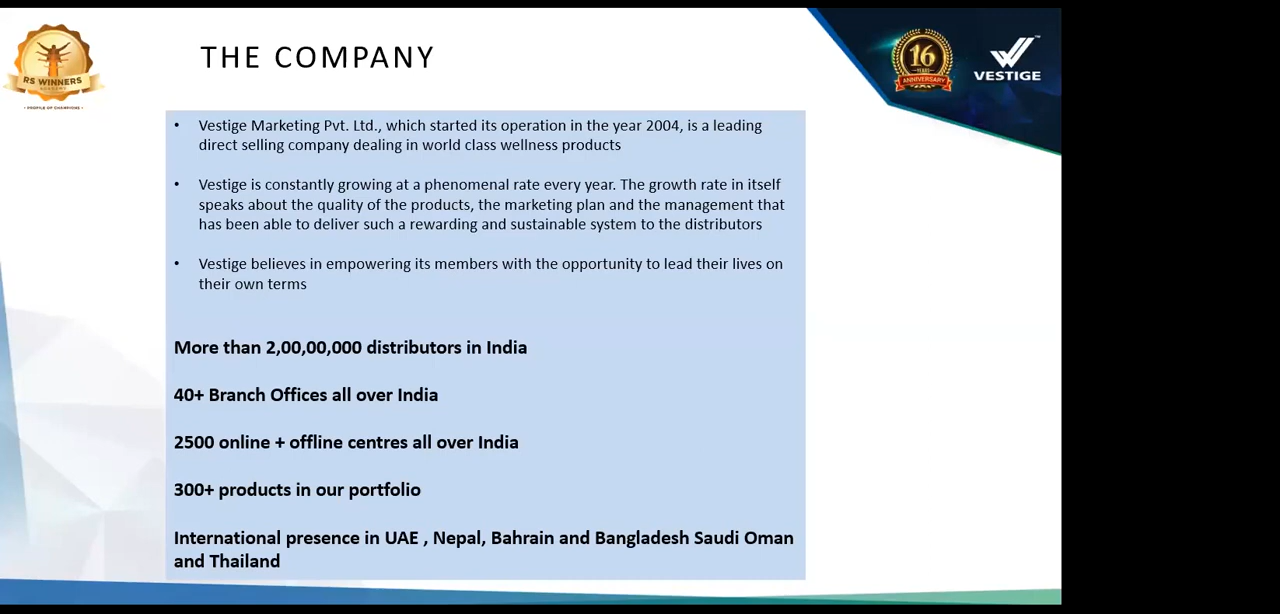 RS WINNERS
ACADEMY
• PROFILE OF CHAMPIONS •
THE COMPANY
16
YEARS
ANNIVERSARY
TM
VESTIGE
• Vestige Marketing Pvt. Ltd., which started its operation in the year 2004, is a leading
direct selling company dealing in world class wellness products
• Vestige is constantly growing at a phenomenal rate every year. The growth rate in itself
speaks about the quality of the products, the marketing plan and the management that
has been able to deliver such a rewarding and sustainable system to the distributors
• Vestige believes in empowering its members with the opportunity to lead their lives on
their own terms
More than 2,00,00,000 distributors in India
40+ Branch Offices all over India
2500 online + offline centres all over India
300+ products in our portfolio
International presence in UAE , Nepal, Bahrain and Bangladesh Saudi Oman
and Thailand